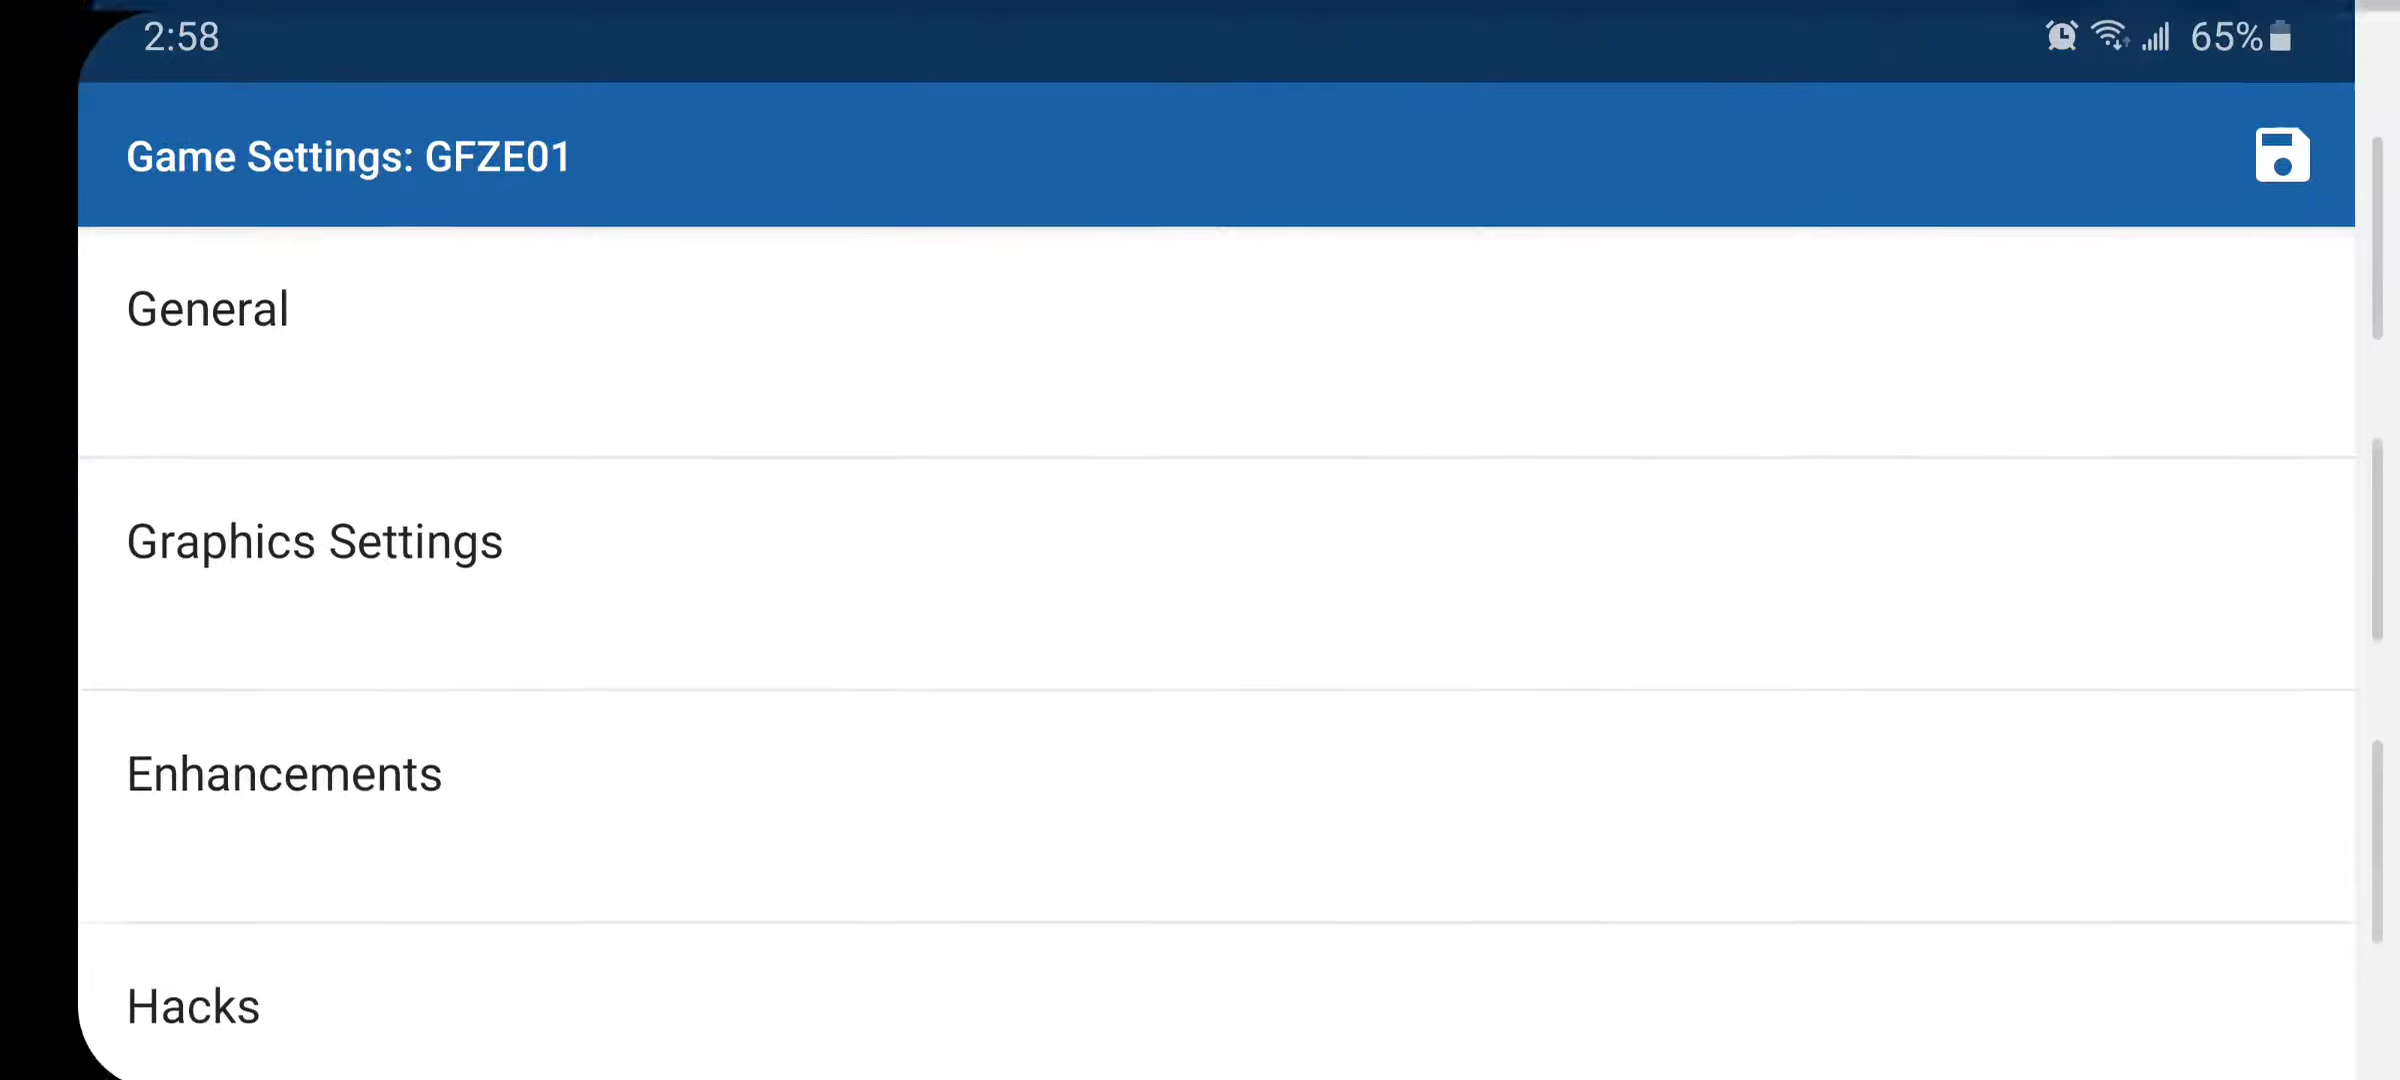 2:58
65%
Game Settings: GFZE01
General
Graphics Settings
Enhancements
Hacks